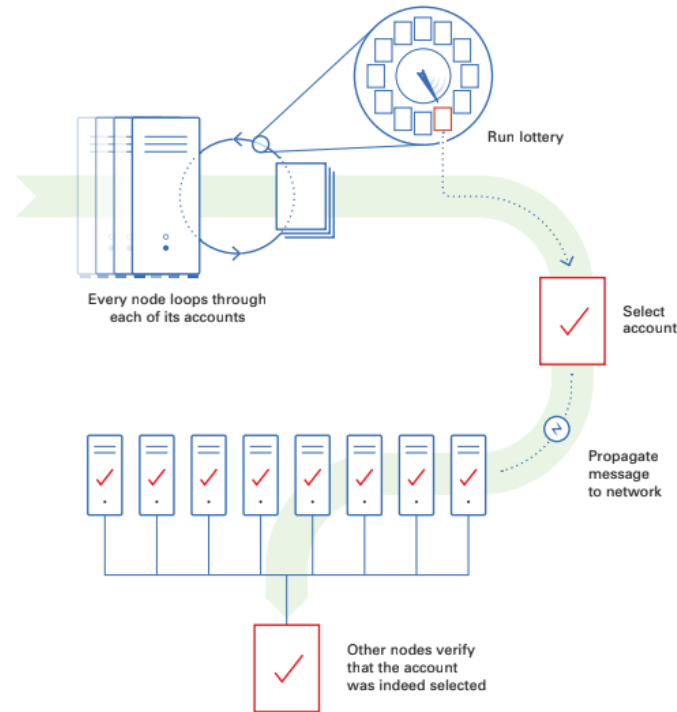 Run lottery
Every node loops through
each of its accounts
Select
account
Propagate
message
to network
Other nodes verify
that the account
was indeed selected